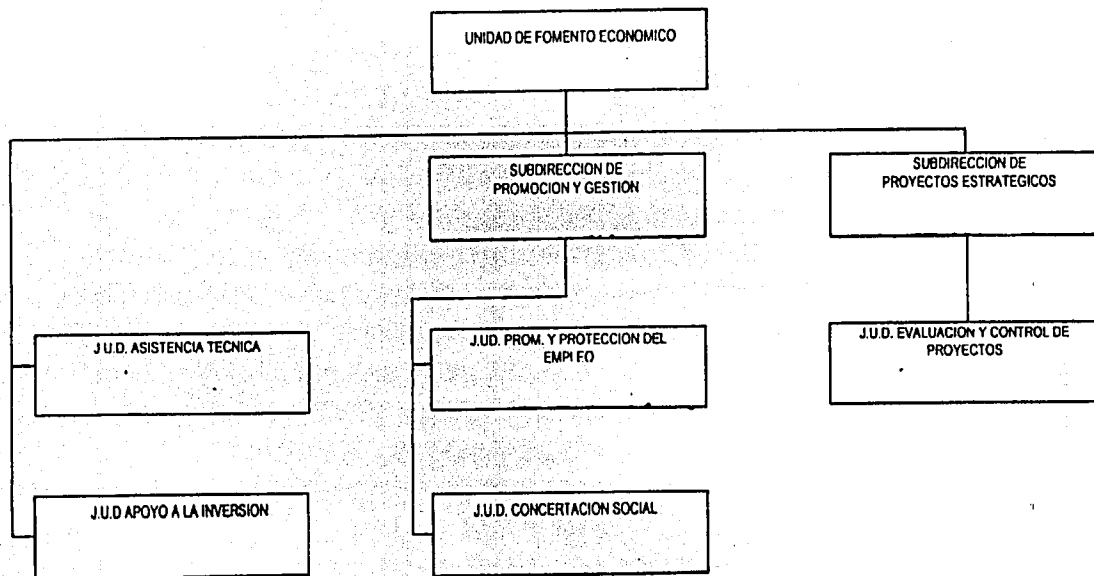 UNIDAD DE FOMENTO ECONOMICO
SUBDIRECCION DE
PROMOCION Y GESTION
SUBDIRECCION DE
PROYECTOS ESTRATEGICOS
J.U.D. ASISTENCIA TECNICA
J.UD. PROM. Y PROTECCION DEL
EMPLEO
J.U.D. EVALUACION Y CONTROL DE
PROYECTOS
J.U.D APOYO A LA INVERSION
J.U.D. CONCERTACION SOCIAL